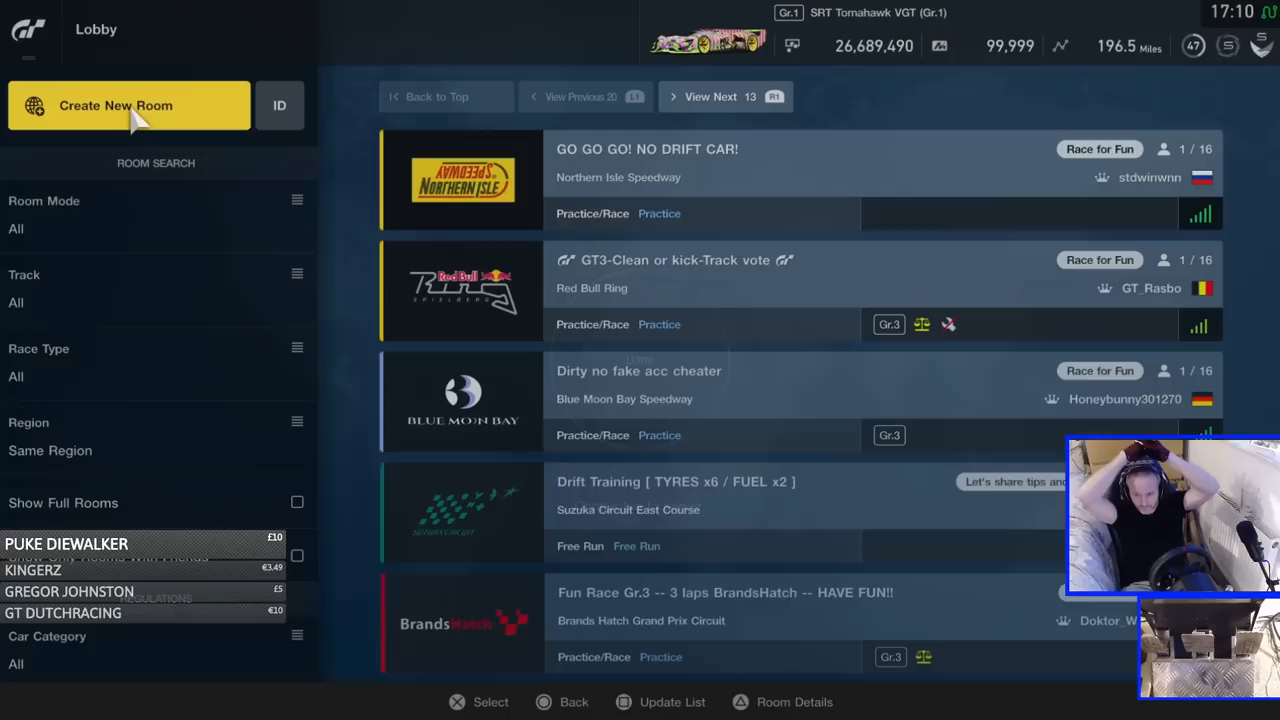 Lobby
Gr.1 SRT Tomahawk VGT (Gr.1)
17:10
26,689,490
99,999
196.5 Miles
47
S
S
Create New Room
ID
Back to Top
View Previous 20 L1
View Next 13 R1
ROOM SEARCH
Room Mode
All
Track
All
Race Type
All
Region
Same Region
Show Full Rooms
PUKE DIEWALKER £10
KINGERZ €3.49
GREGOR JOHNSTON £5
GT DUTCHRACING €10
REGULATIONS
Car Category
All
SPEEDWAY
NORTHERN ISLE
GO GO GO! NO DRIFT CAR!
Race for Fun
1 / 16
Northern Isle Speedway
stdwinwnn
Practice/Race Practice
Red Bull
Ring
SPIELBERG
GT3-Clean or kick-Track vote
Race for Fun
1 / 16
Red Bull Ring
GT_Rasbo
Practice/Race Practice
Gr.3
BLUE MOON BAY
Dirty no fake acc cheater
Race for Fun
1 / 16
Blue Moon Bay Speedway
Honeybunny301270
Practice/Race Practice
Gr.3
SUZUKA CIRCUIT
Drift Training [ TYRES x6 / FUEL x2 ]
Let's share tips and
Suzuka Circuit East Course
Free Run Free Run
BrandsHatch
Fun Race Gr.3 -- 3 laps BrandsHatch -- HAVE FUN!!
Brands Hatch Grand Prix Circuit
Doktor_W
Practice/Race Practice
Gr.3
Select
Back
Update List
Room Details